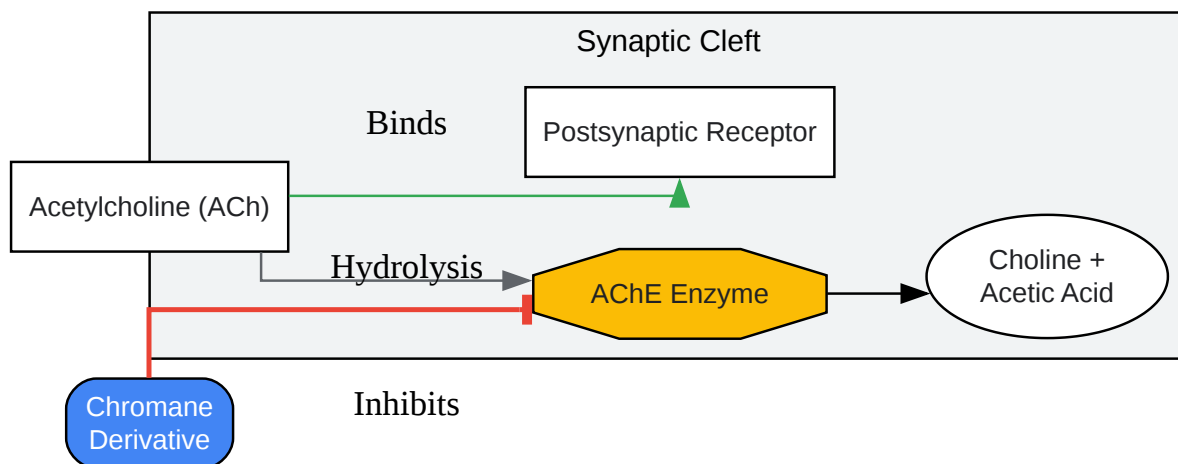 Synaptic Cleft
Binds
Postsynaptic Receptor
Acetylcholine (ACh)
Hydrolysis
AChE Enzyme
Choline +
Acetic Acid
Inhibits
Chromane
Derivative